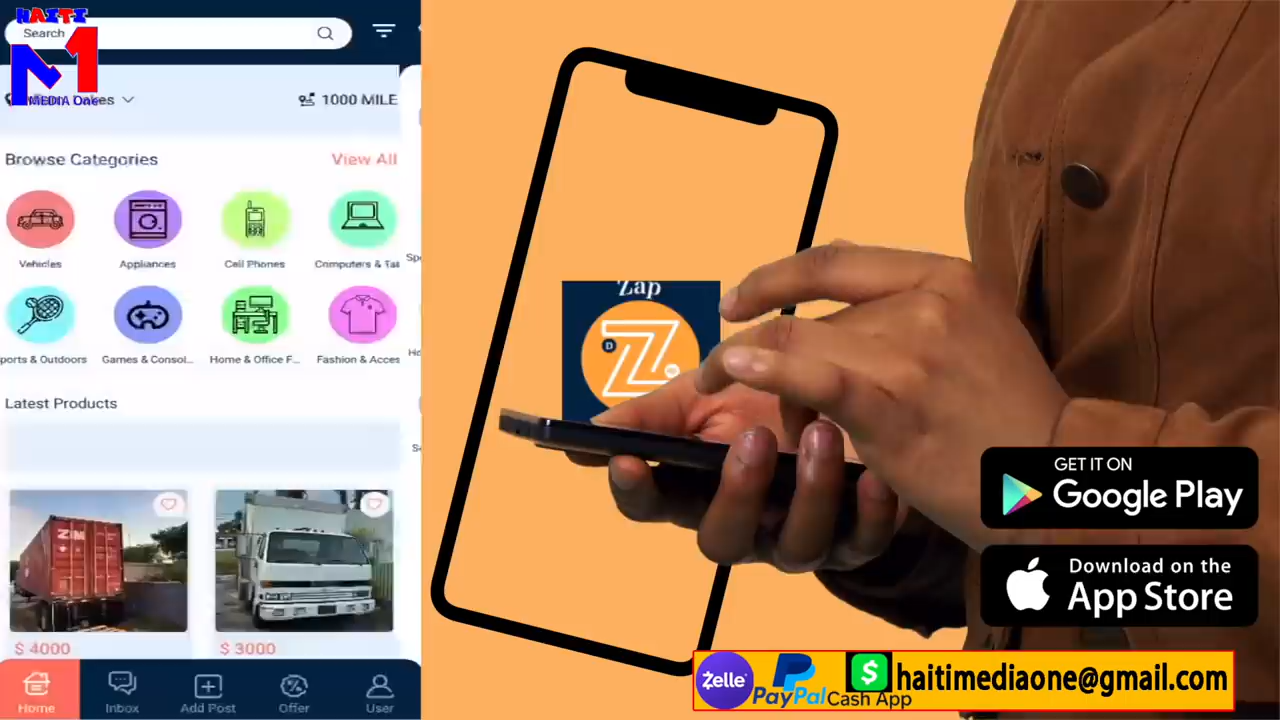 HAITI
Search
MEDIA One
1000 MILE
Browse Categories
View All
Vehicles
Appliances
Cell Phones
Computers & Tal
ports & Outdoors
Games & Consol...
Home & Office F...
Fashion & Acces
Latest Products
ZIM
$ 4000
$ 3000
Home
Inbox
Add Post
Offer
User
Zap
D
GET IT ON
Google Play
Download on the
App Store
Zelle
PayPal
$
Cash App
haitimediaone@gmail.com